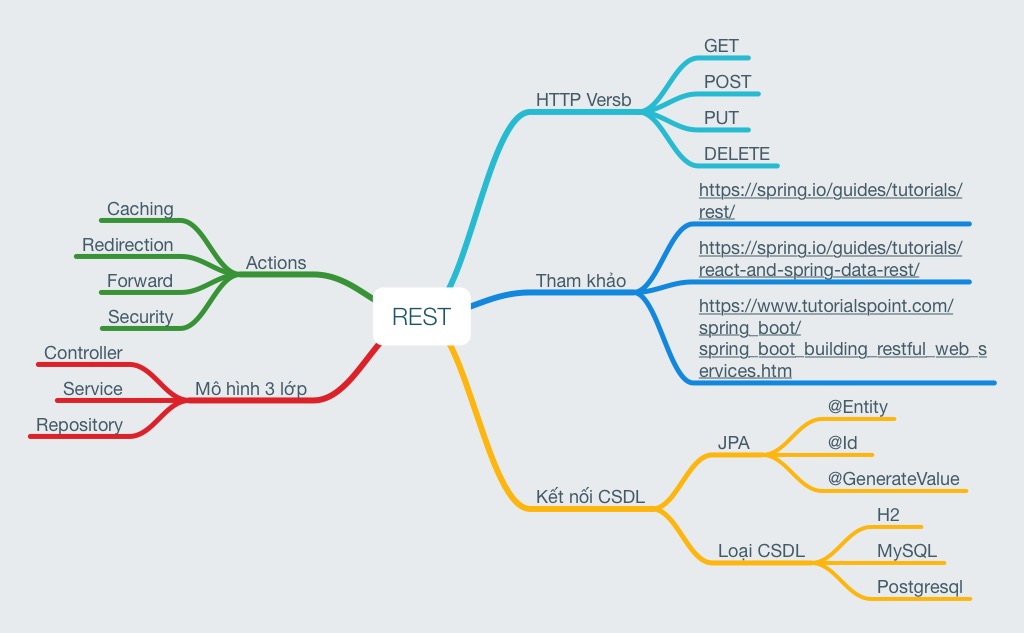 REST
HTTP Versb
GET
POST
PUT
DELETE
Tham khảo
https://spring.io/guides/tutorials/
rest/
https://spring.io/guides/tutorials/
react-and-spring-data-rest/
https://www.tutorialspoint.com/
spring_boot/
spring_boot_building_restful_web_s
ervices.htm
Kết nối CSDL
JPA
@Entity
@Id
@GenerateValue
Loại CSDL
H2
MySQL
Postgresql
Actions
Caching
Redirection
Forward
Security
Mô hình 3 lớp
Controller
Service
Repository